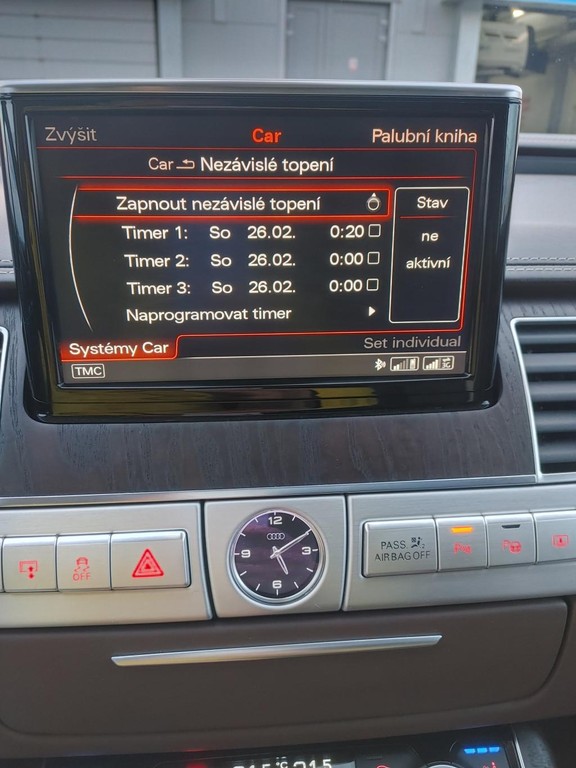 Zvýšit Car Palubní kniha
Car Nezávislé topení
Zapnout nezávislé topení
Timer 1: So 26.02. 0:20
Timer 2: So 26.02. 0:00
Timer 3: So 26.02. 0:00
Naprogramovat timer
Stav
ne
aktivní
Systémy Car Set individual
TMC 3G
12
3
6
9
OFF
PASS.
AIR BAG OFF